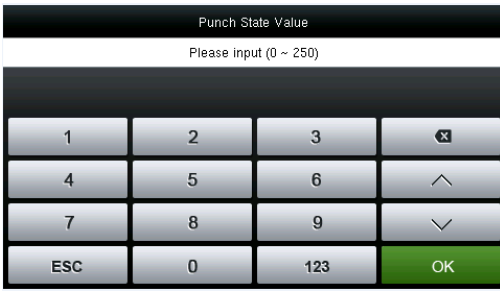 Punch State Value
Please input (0 ~ 250)
1 2 3
4 5 6
7 8 9
ESC 0 123 OK